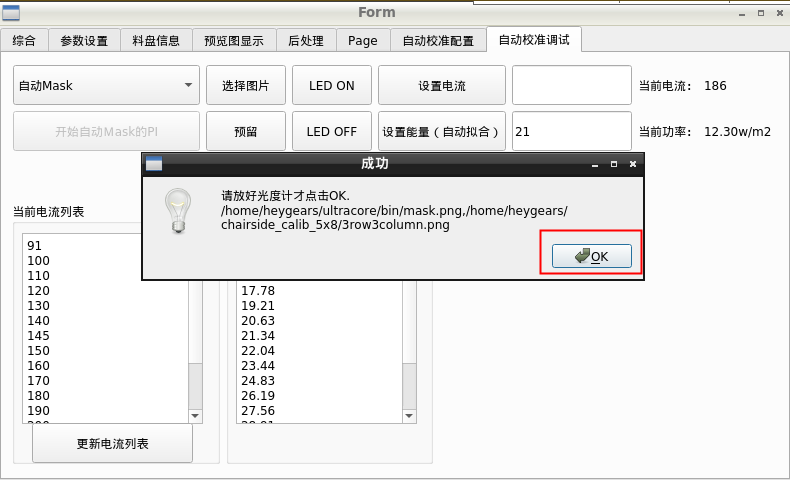 Form
综合 参数设置 料盘信息 预览图显示 后处理 Page 自动校准配置 自动校准调试
自动Mask 选择图片 LED ON 设置电流 当前电流: 186
开始自动Mask的PI 预留 LED OFF 设置能量（自动拟合） 21 当前功率: 12.30w/m2
成功
请放好光度计才点击OK.
/home/heygears/ultracore/bin/mask.png,/home/heygears/
chairside_calib_5x8/3row3column.png
OK
当前电流列表
91
100
110
120
130
140
145
150
160
170
180
190
17.78
19.21
20.63
21.34
22.04
23.44
24.83
26.19
27.56
更新电流列表